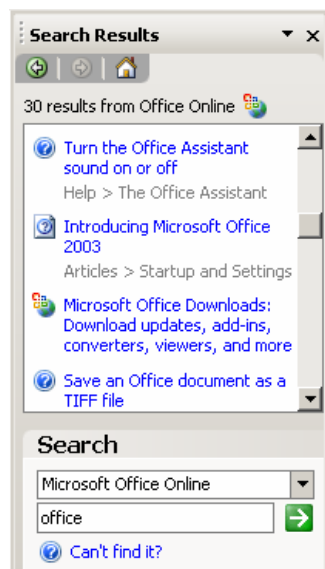 Search Results
30 results from Office Online
Turn the Office Assistant
sound on or off
Help > The Office Assistant
Introducing Microsoft Office
2003
Articles > Startup and Settings
Microsoft Office Downloads:
Download updates, add-ins,
converters, viewers, and more
Save an Office document as a
TIFF file
Search
Microsoft Office Online
office
Can't find it?